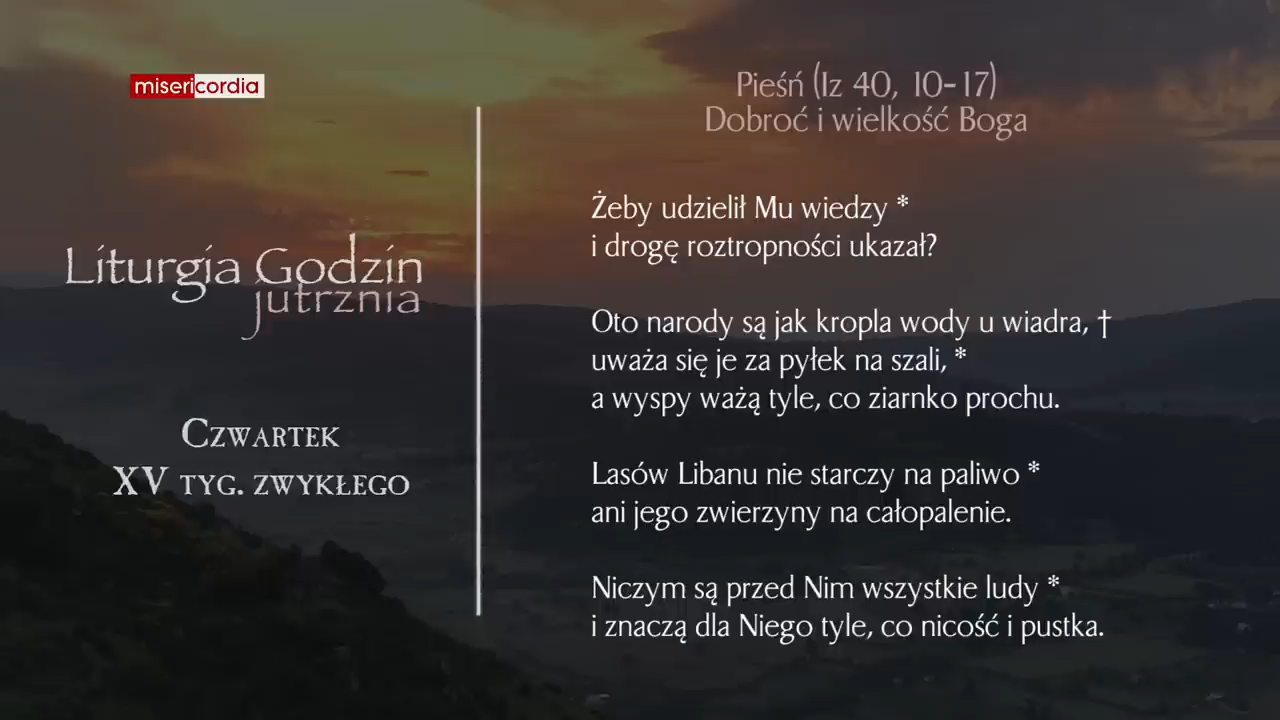 misericordia
Liturgia Godzin
jutrznia
Czwartek
XV tyg. zwykłego
Pieśń (Iz 40, 10-17)
Dobroć i wielkość Boga
Żeby udzielił Mu wiedzy *
i drogę roztropności ukazał?
Oto narody są jak kropla wody u wiadra, †
uważa się je za pyłek na szali, *
a wyspy ważą tyle, co ziarnko prochu.
Lasów Libanu nie starczy na paliwo *
ani jego zwierzyny na całopalenie.
Niczym są przed Nim wszystkie ludy *
i znaczą dla Niego tyle, co nicość i pustka.